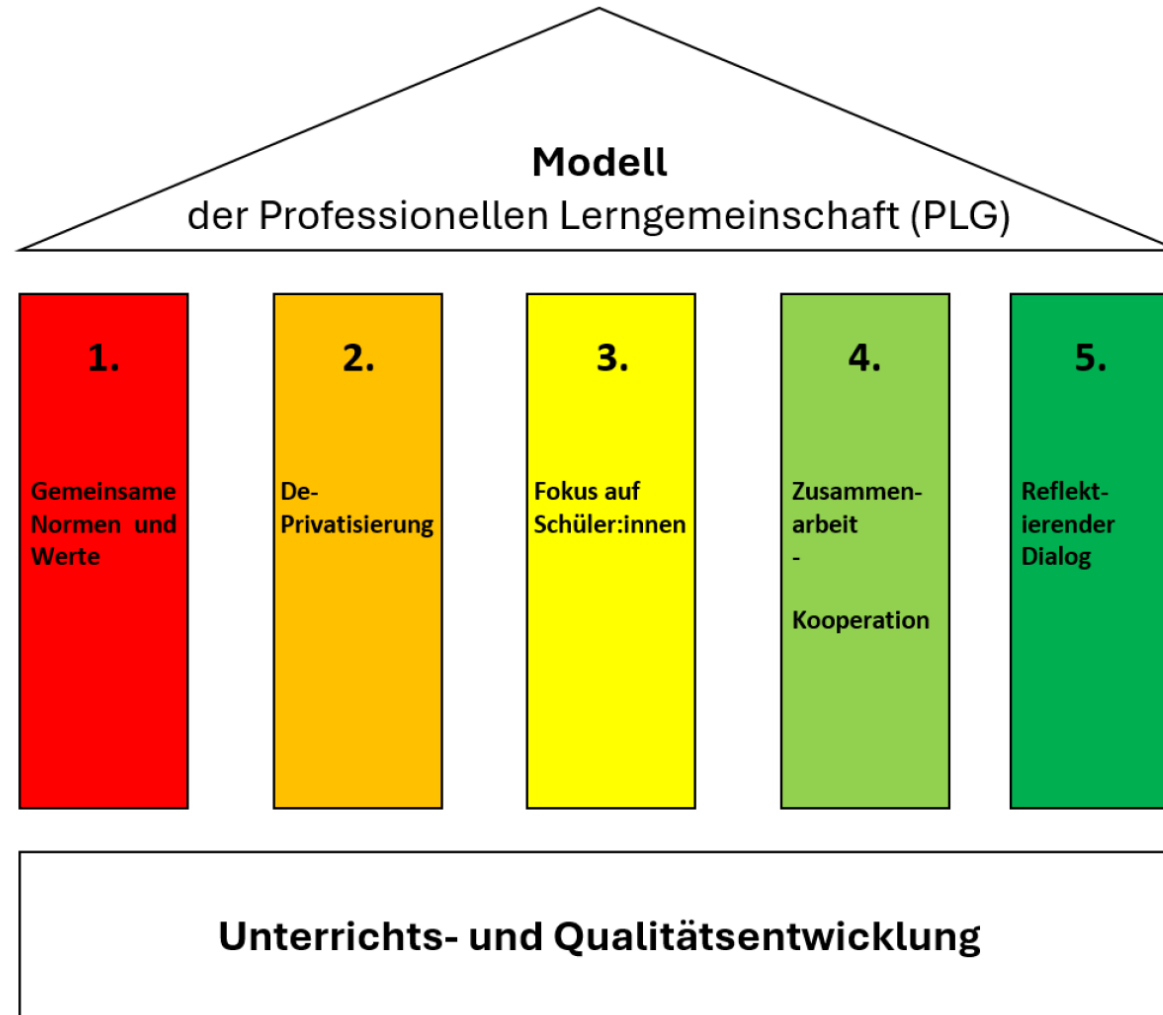 Modell
der Professionellen Lerngemeinschaft (PLG)
1.
Gemeinsame
Normen und
Werte
2.
De-
Privatisierung
3.
Fokus auf
Schüler:innen
4.
Zusammen-
arbeit
-
Kooperation
5.
Reflekt-
ierender
Dialog
Unterrichts- und Qualitätsentwicklung